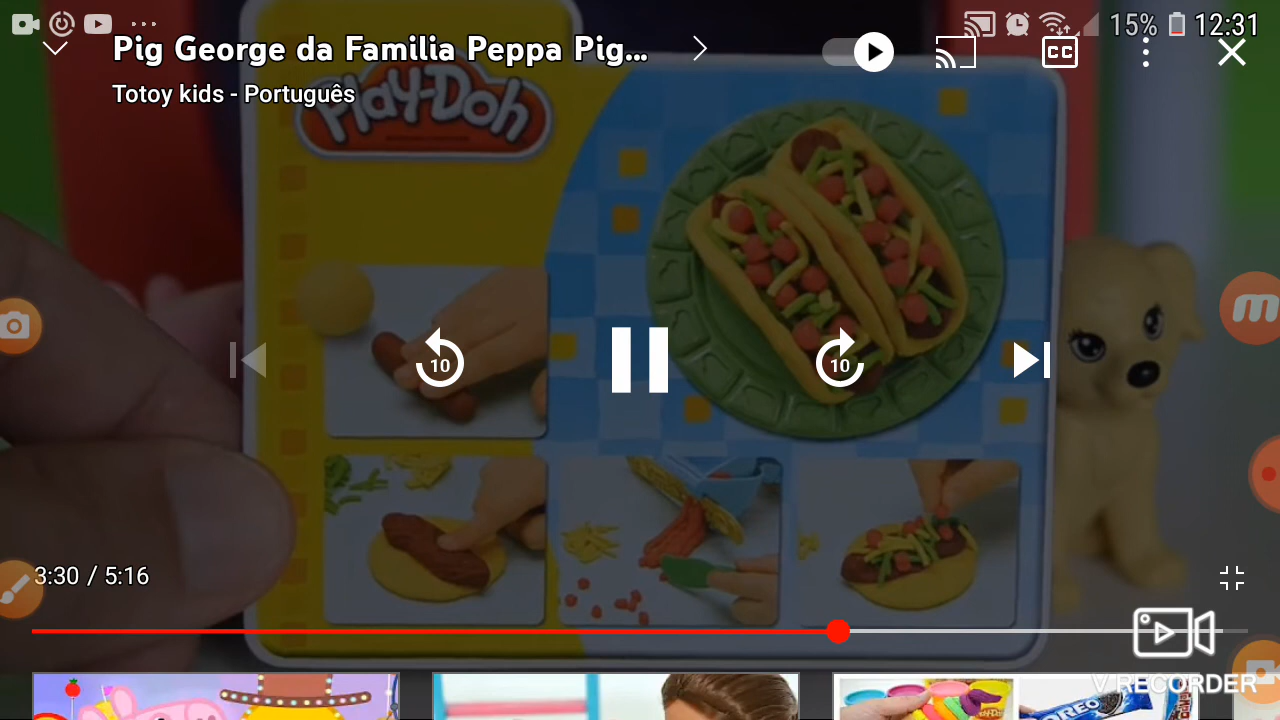 15% 12:31
Pig George da Familia Peppa Pig...
CC
Totoy kids - Português
PLAY-DOH
10
10
3:30 / 5:16
V RECORDER
OREO